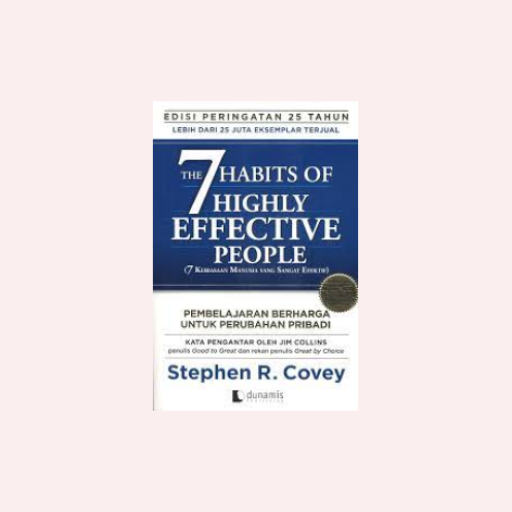 EDISI PERINGATAN 25 TAHUN
LEBIH DARI 25 JUTA EKSEMPLAR TERJUAL
THE 7 HABITS OF
HIGHLY
EFFECTIVE
PEOPLE
(7 KEBIASAAN MANUSIA YANG SANGAT EFEKTIF)
PEMBELAJARAN BERHARGA
UNTUK PERUBAHAN PRIBADI
KATA PENGANTAR OLEH JIM COLLINS
penulis Good to Great dan rekan penulis Great by Choice
Stephen R. Covey
dunamis